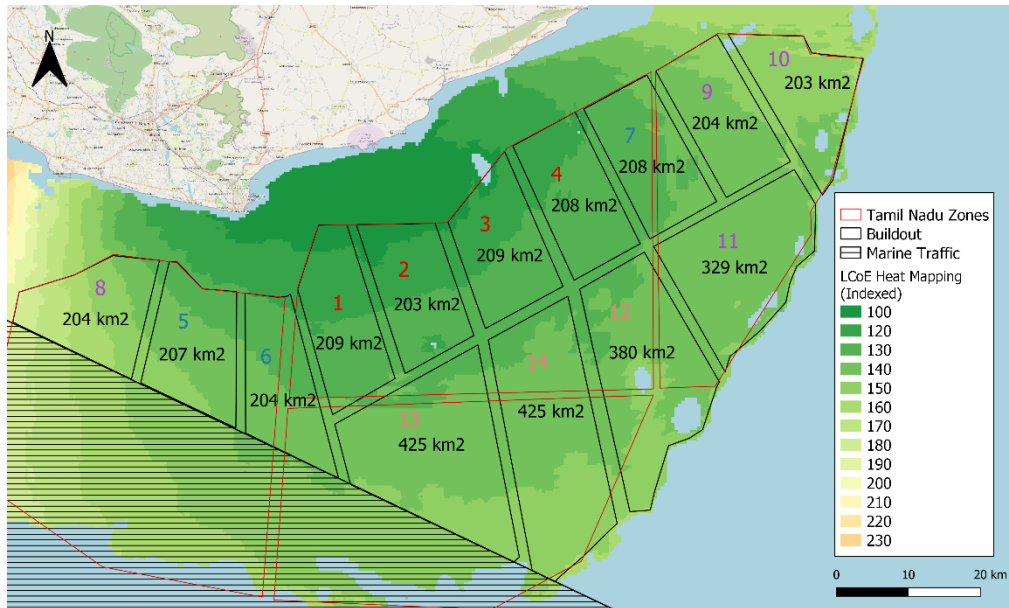 N
10
203 km2
9
204 km2
7
208 km2
4
208 km2
3
209 km2
11
329 km2
2
203 km2
1
209 km2
8
204 km2
5
207 km2
6
204 km2
12
380 km2
14
425 km2
13
425 km2
Tamil Nadu Zones
Buildout
Marine Traffic
LCoE Heat Mapping
(Indexed)
100
120
130
140
150
160
170
180
190
200
210
220
230
0 10 20 km